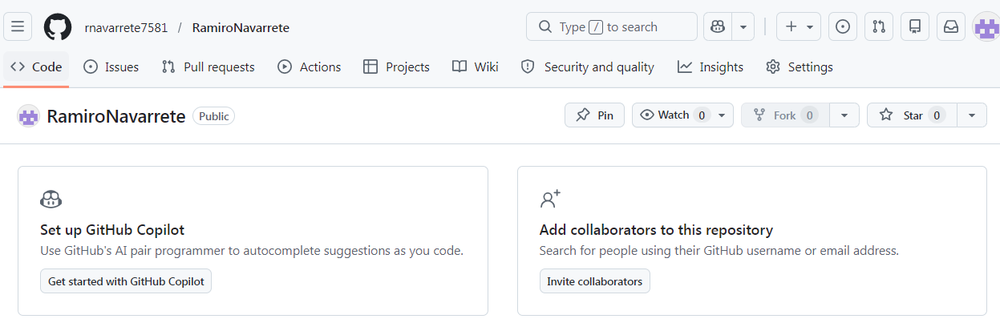 rnavarrete7581 / RamiroNavarrete Type / to search
Code Issues Pull requests Actions Projects Wiki Security and quality Insights Settings
RamiroNavarrete Public Pin Watch 0 Fork 0 Star 0
Set up GitHub Copilot
Use GitHub's AI pair programmer to autocomplete suggestions as you code.
Get started with GitHub Copilot
Add collaborators to this repository
Search for people using their GitHub username or email address.
Invite collaborators